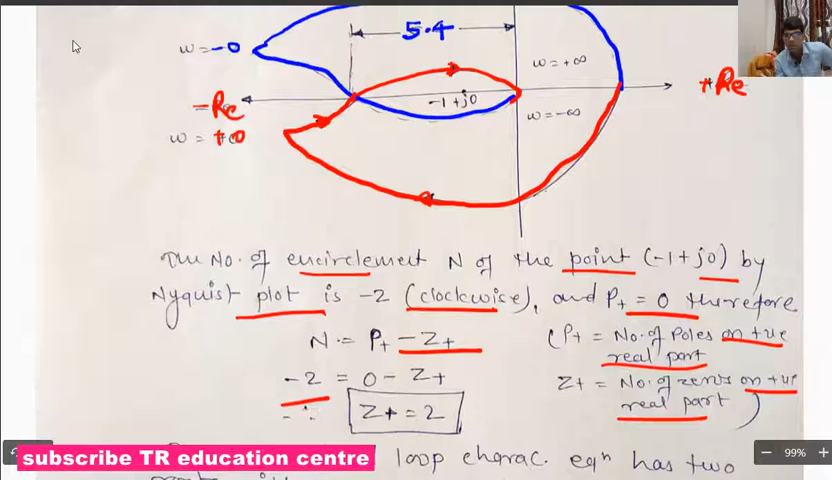 5.4
w=-0
w=+∞
-Re
-1+j0
+Re
w=-∞
w = +0
The No. of encirclement N of the point (-1+j0) by
Nyquist plot is -2 (clockwise), and P+ = 0 therefore
N = P+ - Z+
(P+ = No. of Poles on +ve
real part
-2 = 0 - Z+
Z+ = No. of zeros on +ve
real part)
∴ Z+ = 2
loop charac. eqn has two
subscribe TR education centre
99%